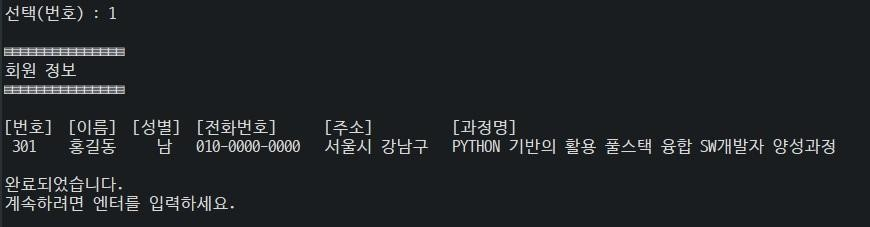 선택(번호) : 1
회원 정보
[번호] [이름] [성별] [전화번호] [주소] [과정명]
301 홍길동 남 010-0000-0000 서울시 강남구 PYTHON 기반의 활용 풀스택 융합 SW개발자 양성과정
완료되었습니다.
계속하려면 엔터를 입력하세요.